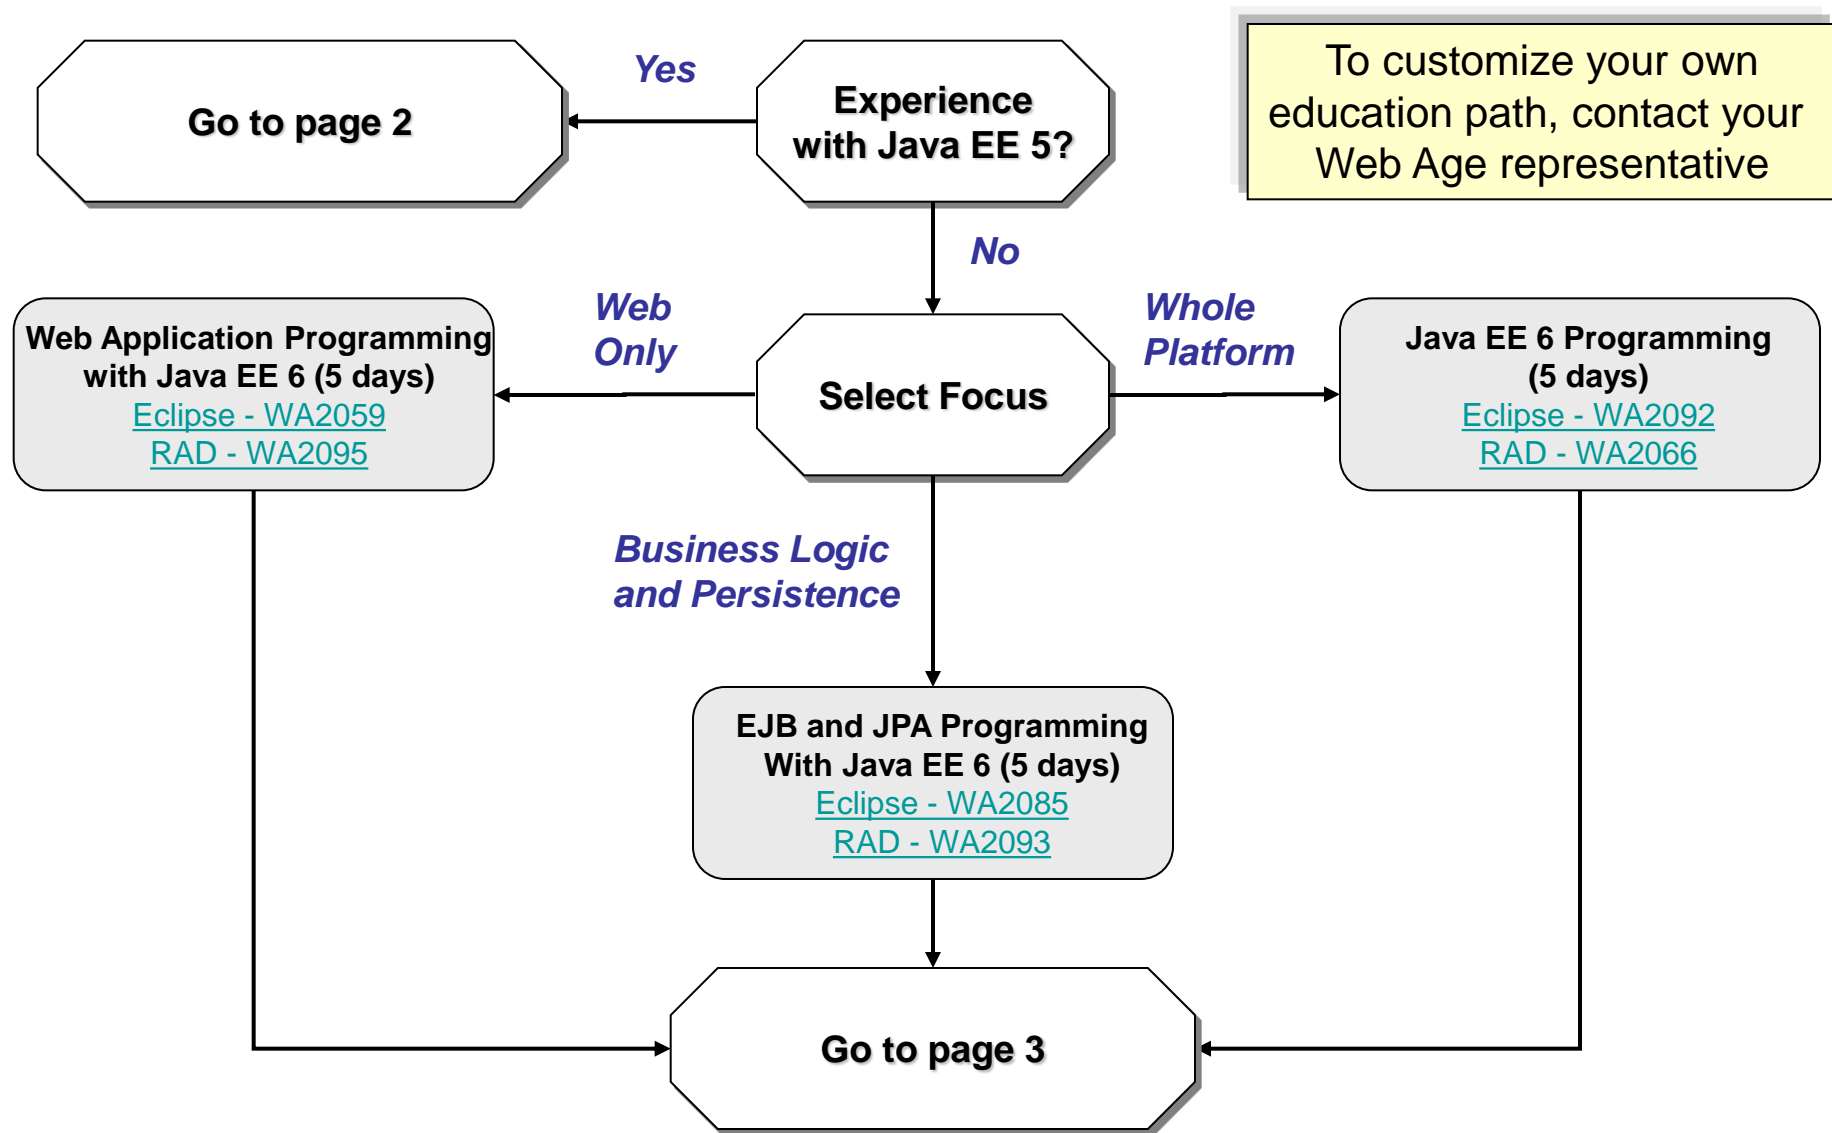 Go to page 2
Yes
Experience
with Java EE 5?
To customize your own
education path, contact your
Web Age representative
No
Web Application Programming
with Java EE 6 (5 days)
Eclipse - WA2059
RAD - WA2095
Web
Only
Select Focus
Whole
Platform
Java EE 6 Programming
(5 days)
Eclipse - WA2092
RAD - WA2066
Business Logic
and Persistence
EJB and JPA Programming
With Java EE 6 (5 days)
Eclipse - WA2085
RAD - WA2093
Go to page 3